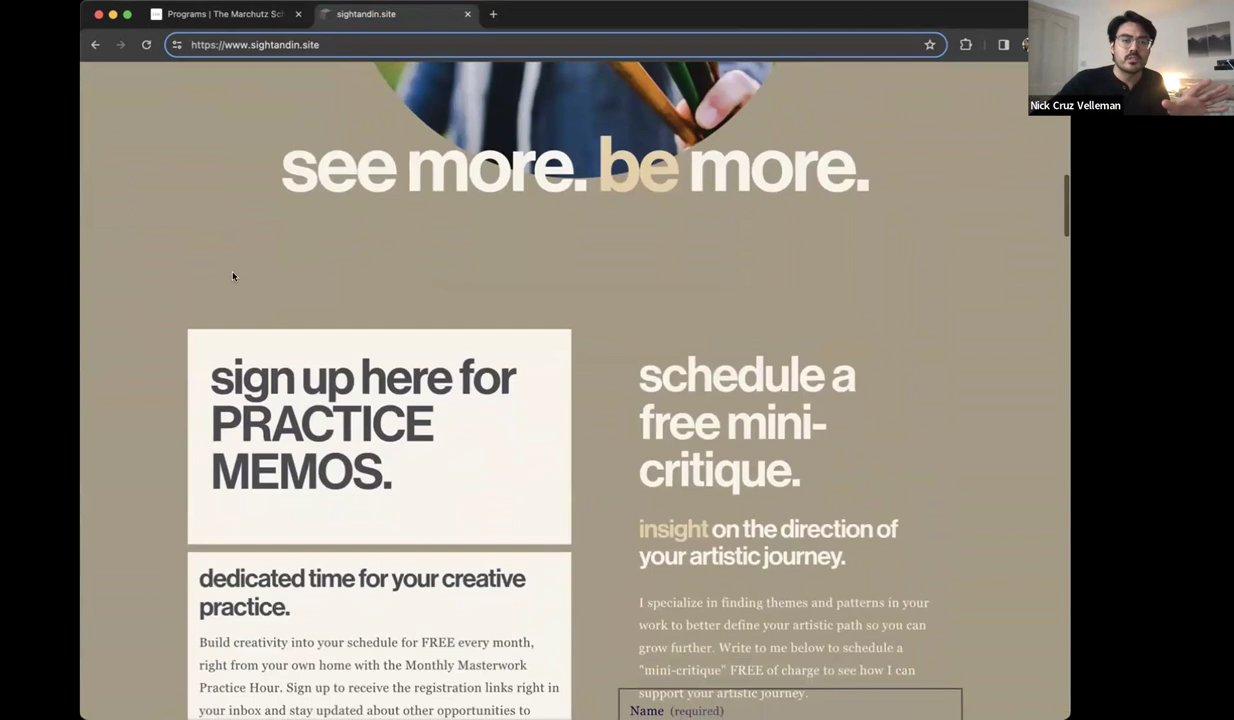 Programs | The Marchutz Sc
sightandin.site
https://www.sightandin.site
Nick Cruz Velleman
see more. be more.
sign up here for
PRACTICE
MEMOS.
dedicated time for your creative
practice.
Build creativity into your schedule for FREE every month,
right from your own home with the Monthly Masterwork
Practice Hour. Sign up to receive the registration links right in
your inbox and stay updated about other opportunities to
schedule a
free mini-
critique.
insight on the direction of
your artistic journey.
I specialize in finding themes and patterns in your
work to better define your artistic path so you can
grow further. Write to me below to schedule a
"mini-critique" FREE of charge to see how I can
support your artistic journey.
Name (required)